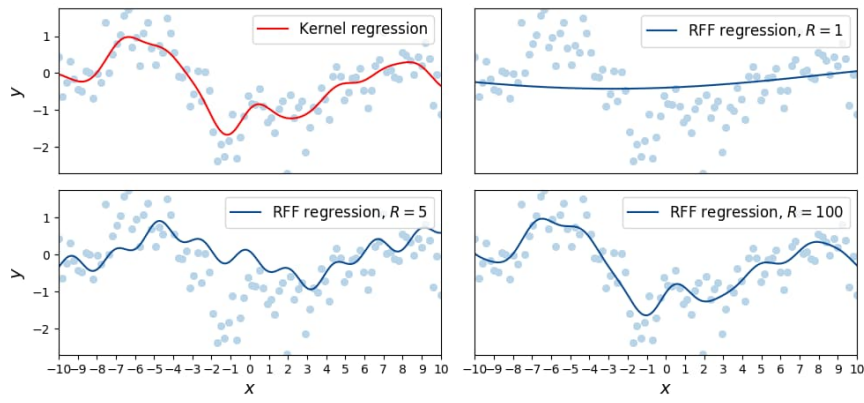 Kernel regression
RFF regression, R = 1
1
0
−1
−2
y
RFF regression, R = 5
RFF regression, R = 100
1
0
−1
−2
y
−10 −9 −8 −7 −6 −5 −4 −3 −2 −1 0 1 2 3 4 5 6 7 8 9 10
−10 −9 −8 −7 −6 −5 −4 −3 −2 −1 0 1 2 3 4 5 6 7 8 9 10
x
x